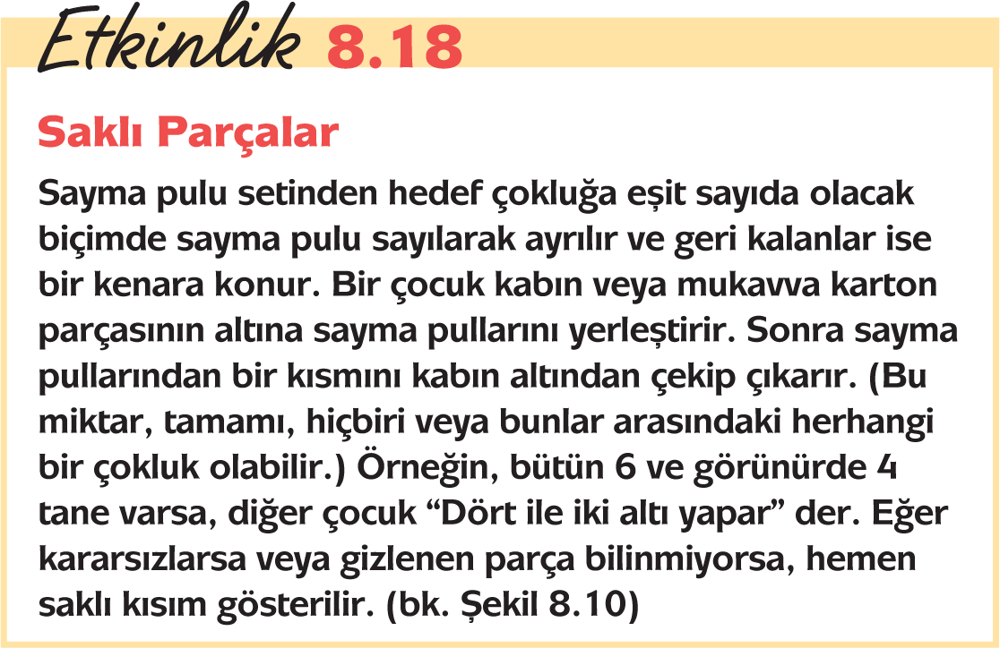 Etkinlik 8.18
Saklı Parçalar
Sayma pulu setinden hedef çokluğa eşit sayıda olacak
biçimde sayma pulu sayılarak ayrılır ve geri kalanlar ise
bir kenara konur. Bir çocuk kabın veya mukavva karton
parçasının altına sayma pullarını yerleştirir. Sonra sayma
pullarından bir kısmını kabın altından çekip çıkarır. (Bu
miktar, tamamı, hiçbiri veya bunlar arasındaki herhangi
bir çokluk olabilir.) Örneğin, bütün 6 ve görünürde 4
tane varsa, diğer çocuk “Dört ile iki altı yapar” der. Eğer
kararsızlarsa veya gizlenen parça bilinmiyorsa, hemen
saklı kısım gösterilir. (bk. Şekil 8.10)